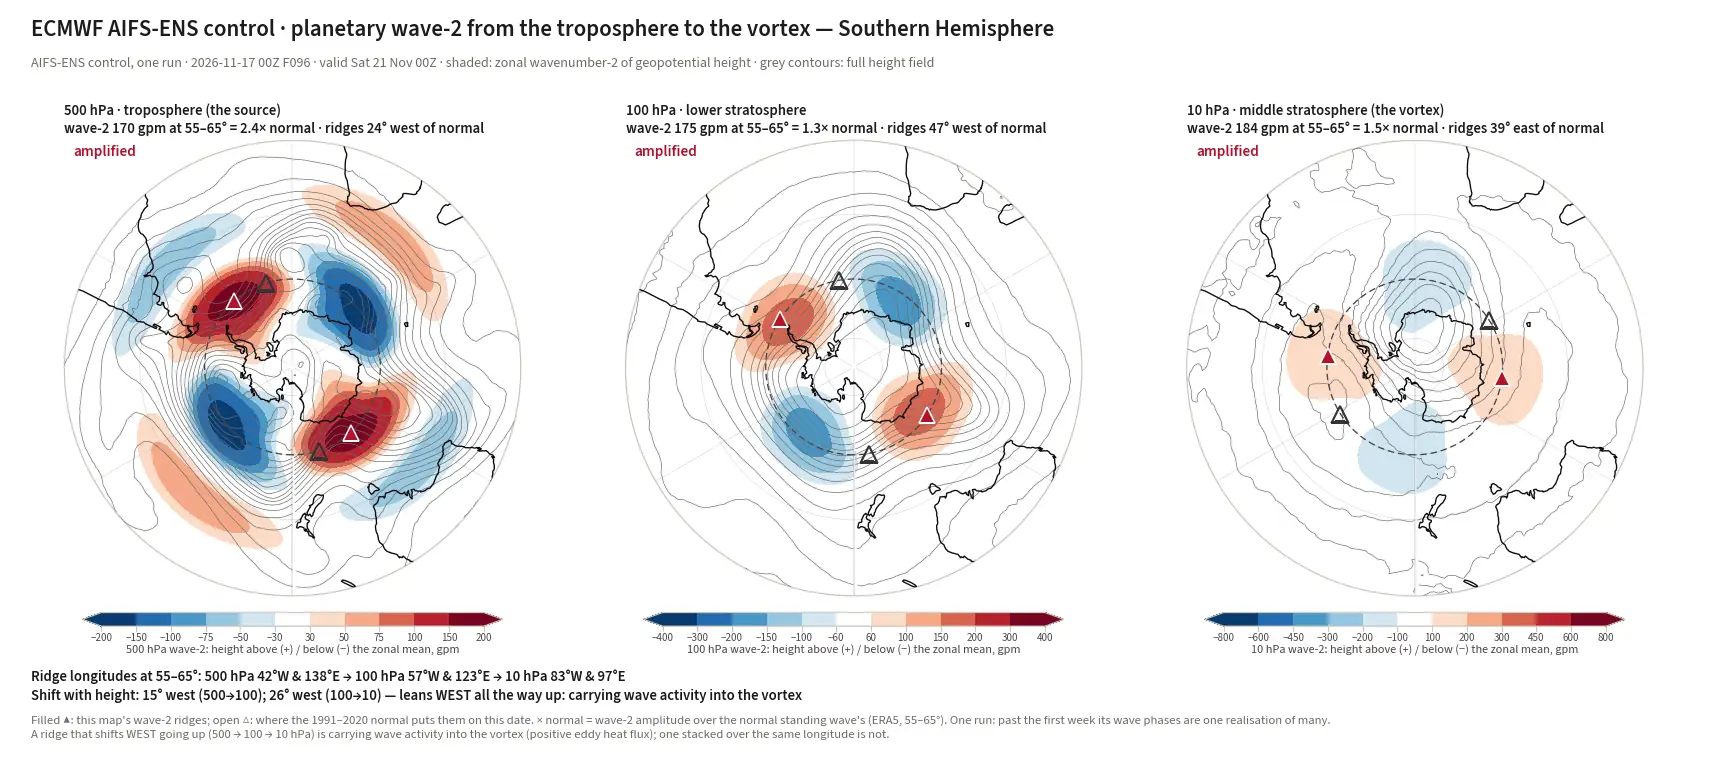 ECMWF AIFS-ENS control · planetary wave-2 from the troposphere to the vortex — Southern Hemisphere
AIFS-ENS control, one run · 2026-11-17 00Z F096 · valid Sat 21 Nov 00Z · shaded: zonal wavenumber-2 of geopotential height · grey contours: full height field
500 hPa · troposphere (the source)
wave-2 170 gpm at 55–65° = 2.4× normal · ridges 24° west of normal
amplified
100 hPa · lower stratosphere
wave-2 175 gpm at 55–65° = 1.3× normal · ridges 47° west of normal
amplified
10 hPa · middle stratosphere (the vortex)
wave-2 184 gpm at 55–65° = 1.5× normal · ridges 39° east of normal
amplified
−200 −150 −100 −75 −50 −30 30 50 75 100 150 200
500 hPa wave-2: height above (+) / below (−) the zonal mean, gpm
−400 −300 −200 −150 −100 −60 60 100 150 200 300 400
100 hPa wave-2: height above (+) / below (−) the zonal mean, gpm
−800 −600 −450 −300 −200 −100 100 200 300 450 600 800
10 hPa wave-2: height above (+) / below (−) the zonal mean, gpm
Ridge longitudes at 55–65°: 500 hPa 42°W & 138°E → 100 hPa 57°W & 123°E → 10 hPa 83°W & 97°E
Shift with height: 15° west (500→100); 26° west (100→10) — leans WEST all the way up: carrying wave activity into the vortex
Filled ▲: this map's wave-2 ridges; open △: where the 1991–2020 normal puts them on this date. × normal = wave-2 amplitude over the normal standing wave's (ERA5, 55–65°). One run: past the first week its wave phases are one realisation of many.
A ridge that shifts WEST going up (500 → 100 → 10 hPa) is carrying wave activity into the vortex (positive eddy heat flux); one stacked over the same longitude is not.